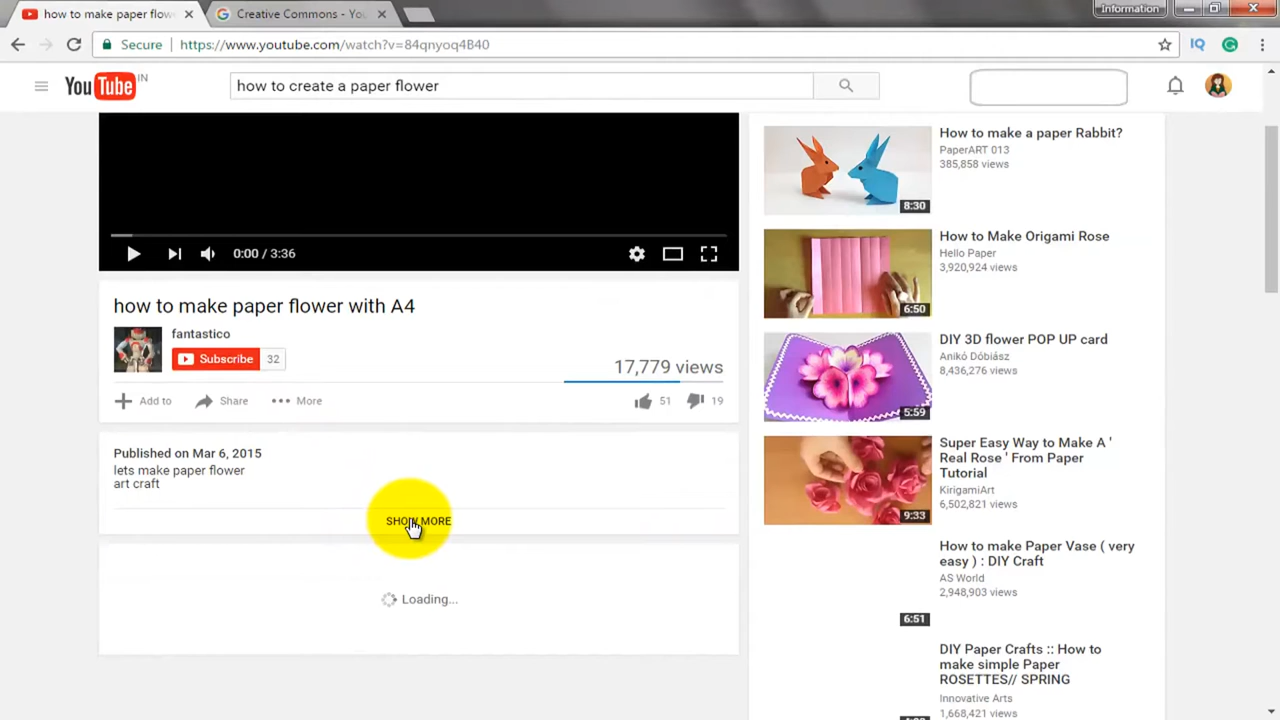 how to make paper flow
Creative Commons - You
Information
Secure
https://www.youtube.com/watch?v=84qnyoq4B40
IQ
YouTube IN
how to create a paper flower
0:00 / 3:36
how to make paper flower with A4
fantastico
Subscribe 32
17,779 views
Add to
Share
More
51
19
Published on Mar 6, 2015
lets make paper flower
art craft
SHOW MORE
Loading...
8:30
How to make a paper Rabbit?
PaperART 013
385,858 views
6:50
How to Make Origami Rose
Hello Paper
3,920,924 views
5:59
DIY 3D flower POP UP card
Anikó Dóbiász
8,436,276 views
9:33
Super Easy Way to Make A '
Real Rose ' From Paper
Tutorial
KirigamiArt
6,502,821 views
6:51
How to make Paper Vase ( very
easy ) : DIY Craft
AS World
2,948,903 views
DIY Paper Crafts :: How to
make simple Paper
ROSETTES// SPRING
Innovative Arts
1,668,421 views